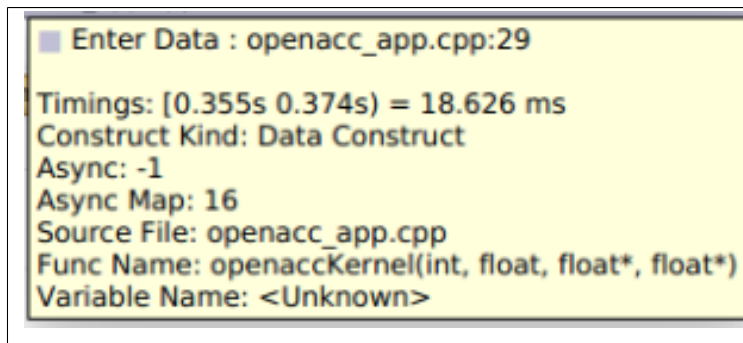 Enter Data : openacc_app.cpp:29
Timings: [0.355s 0.374s) = 18.626 ms
Construct Kind: Data Construct
Async: -1
Async Map: 16
Source File: openacc_app.cpp
Func Name: openaccKernel(int, float, float*, float*)
Variable Name: <Unknown>